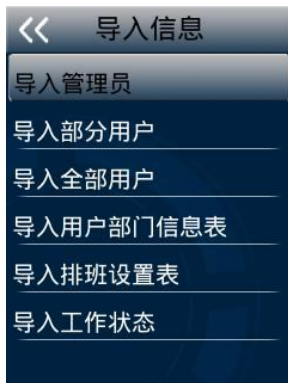 导入信息
导入管理员
导入部分用户
导入全部用户
导入用户部门信息表
导入排班设置表
导入工作状态